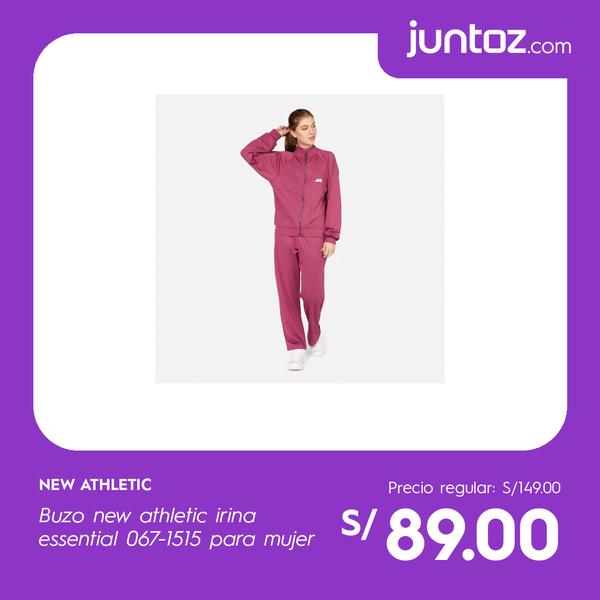 juntoz.com
NEW ATHLETIC
Buzo new athletic irina
essential 067-1515 para mujer
Precio regular: S/149.00
S/ 89.00